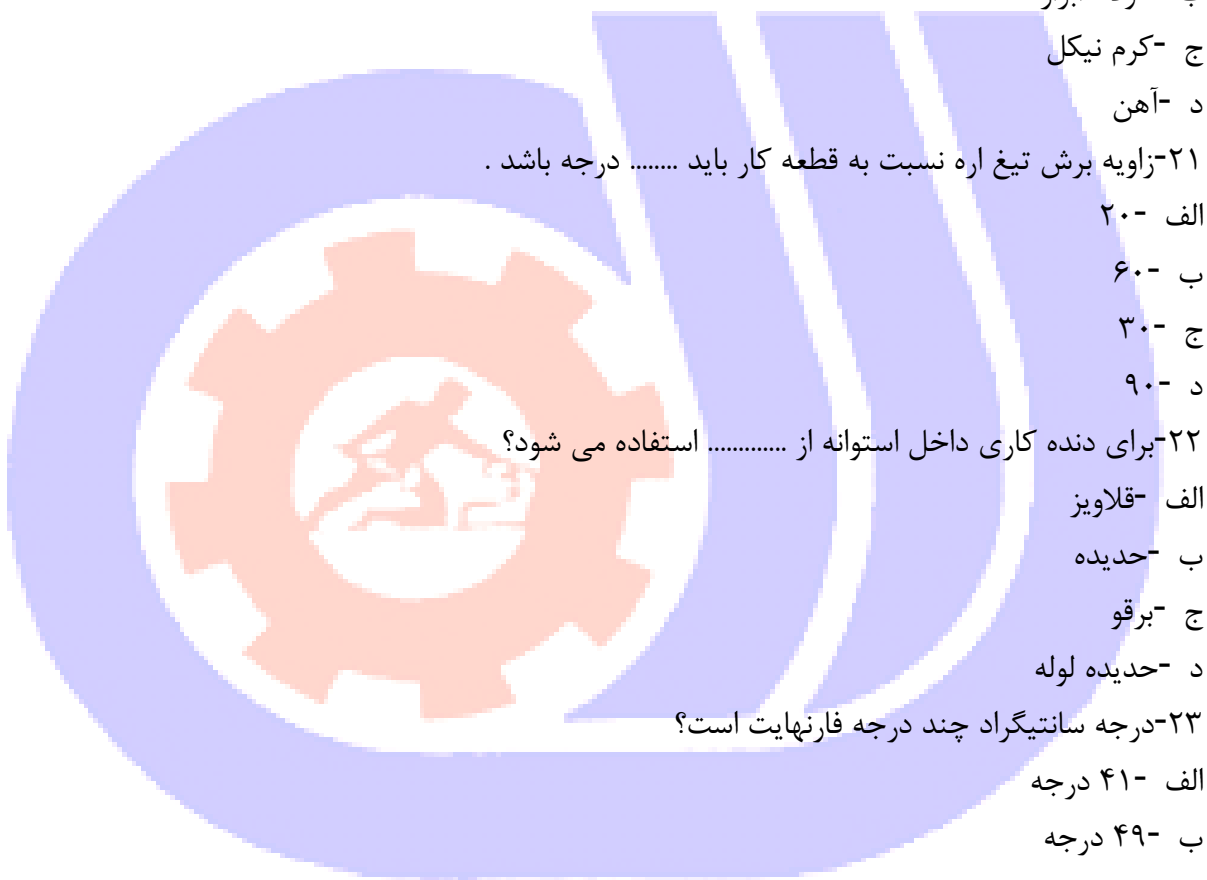 ج -کرم نیکل
د -آهن
۲۱-زاویه برش تیغ اره نسبت به قطعه کار باید ........ درجه باشد .
الف -۲۰
ب -۶۰
ج -۳۰
د -۹۰
۲۲-برای دنده کاری داخل استوانه از ............. استفاده می شود؟
الف -قلاویز
ب -حدیده
ج -برقو
د -حدیده لوله
۲۳-درجه سانتیگراد چند درجه فارنهایت است؟
الف -۴۱ درجه
ب -۴۹ درجه